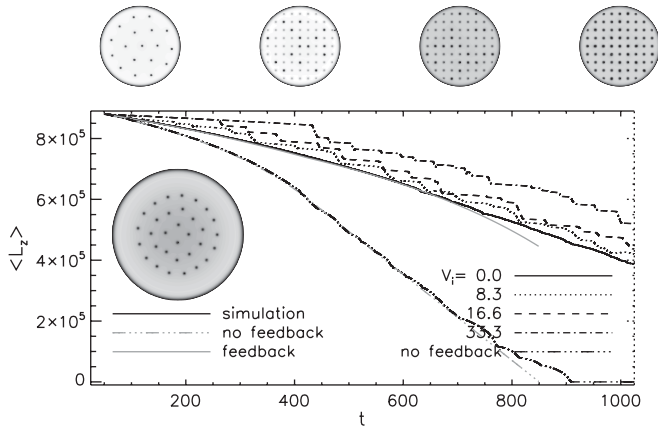 8×10⁵
6×10⁵
4×10⁵
2×10⁵
0
<L_z>
simulation
no feedback
feedback
V_i= 0.0
8.3
16.6
33.3
no feedback
200 400 600 800 1000
t